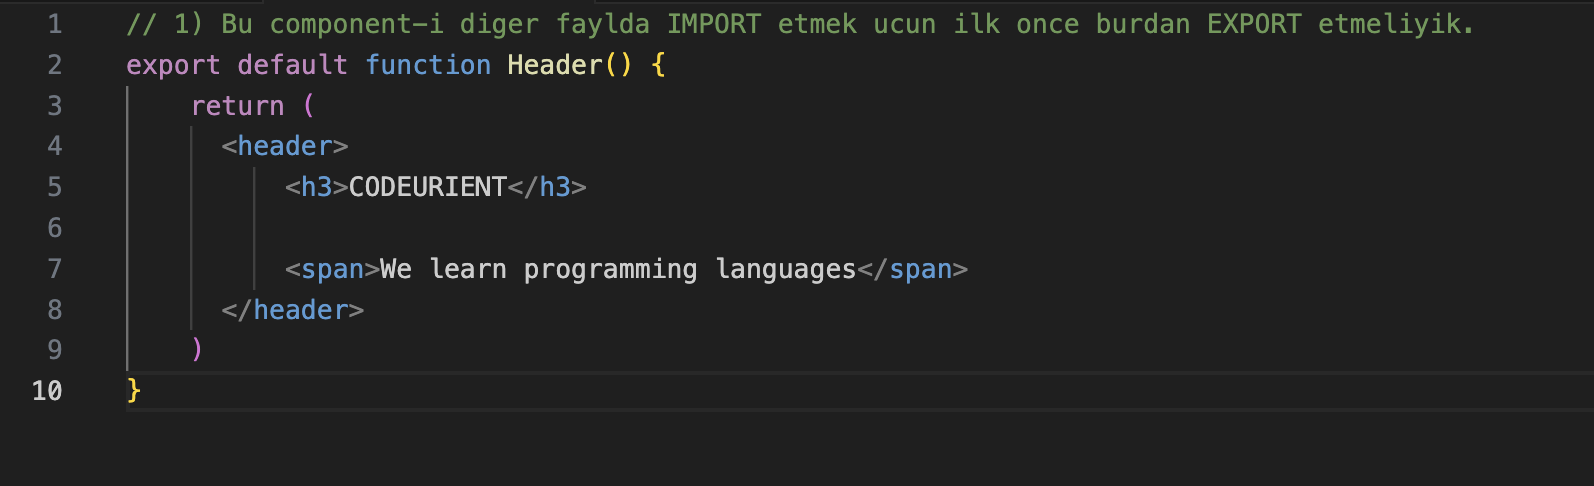 1 // 1) Bu component-i diger faylda IMPORT etmek ucun ilk once burdan EXPORT etmeliyik.
2 export default function Header() {
3     return (
4       <header>
5           <h3>CODEURIENT</h3>
6
7           <span>We learn programming languages</span>
8       </header>
9     )
10 }